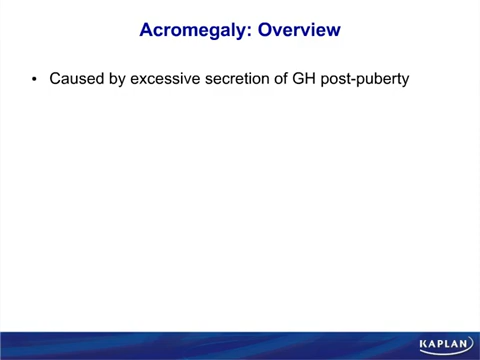 Acromegaly: Overview
• Caused by excessive secretion of GH post-puberty
KAPLAN